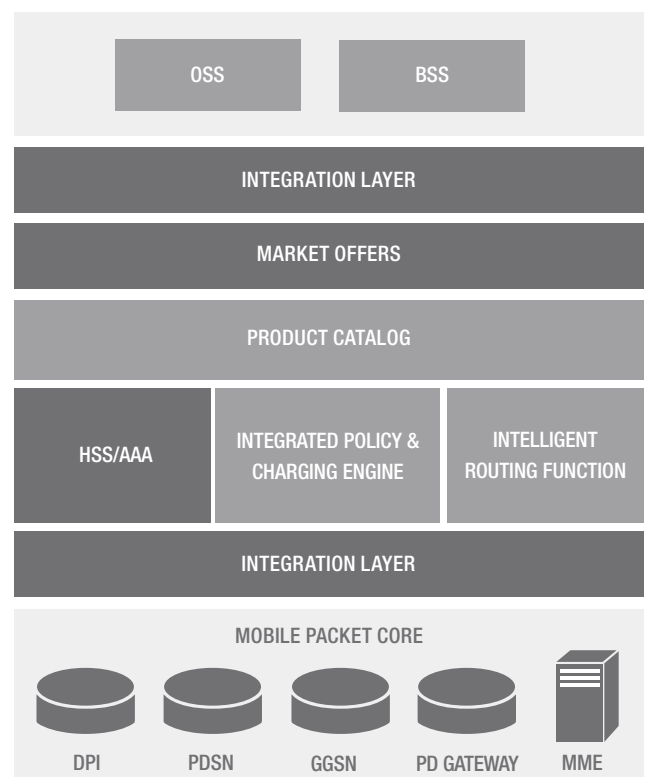 OSS
BSS
INTEGRATION LAYER
MARKET OFFERS
PRODUCT CATALOG
HSS/AAA
INTEGRATED POLICY &
CHARGING ENGINE
INTELLIGENT
ROUTING FUNCTION
INTEGRATION LAYER
MOBILE PACKET CORE
DPI
PDSN
GGSN
PD GATEWAY
MME